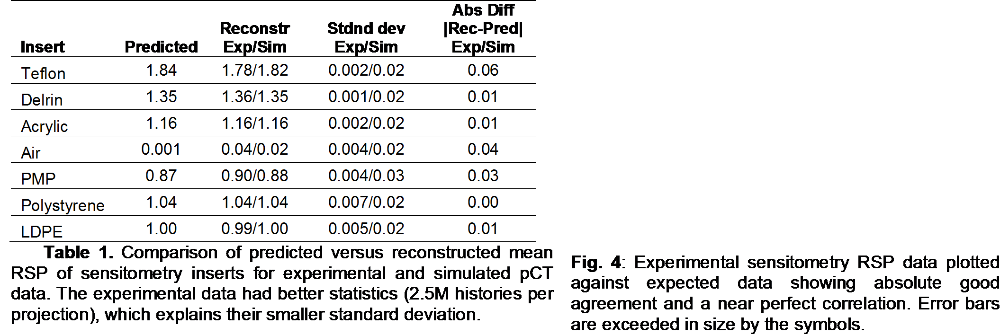 Insert Predicted Reconstr Exp/Sim Stdnd dev Exp/Sim Abs Diff |Rec-Pred| Exp/Sim
Teflon 1.84 1.78/1.82 0.002/0.02 0.06
Delrin 1.35 1.36/1.35 0.001/0.02 0.01
Acrylic 1.16 1.16/1.16 0.002/0.02 0.01
Air 0.001 0.04/0.02 0.004/0.02 0.04
PMP 0.87 0.90/0.88 0.004/0.03 0.03
Polystyrene 1.04 1.04/1.04 0.007/0.02 0.00
LDPE 1.00 0.99/1.00 0.005/0.02 0.01
Table 1. Comparison of predicted versus reconstructed mean
RSP of sensitometry inserts for experimental and simulated pCT
data. The experimental data had better statistics (2.5M histories per
projection), which explains their smaller standard deviation.
Fig. 4: Experimental sensitometry RSP data plotted
against expected data showing absolute good
agreement and a near perfect correlation. Error bars
are exceeded in size by the symbols.